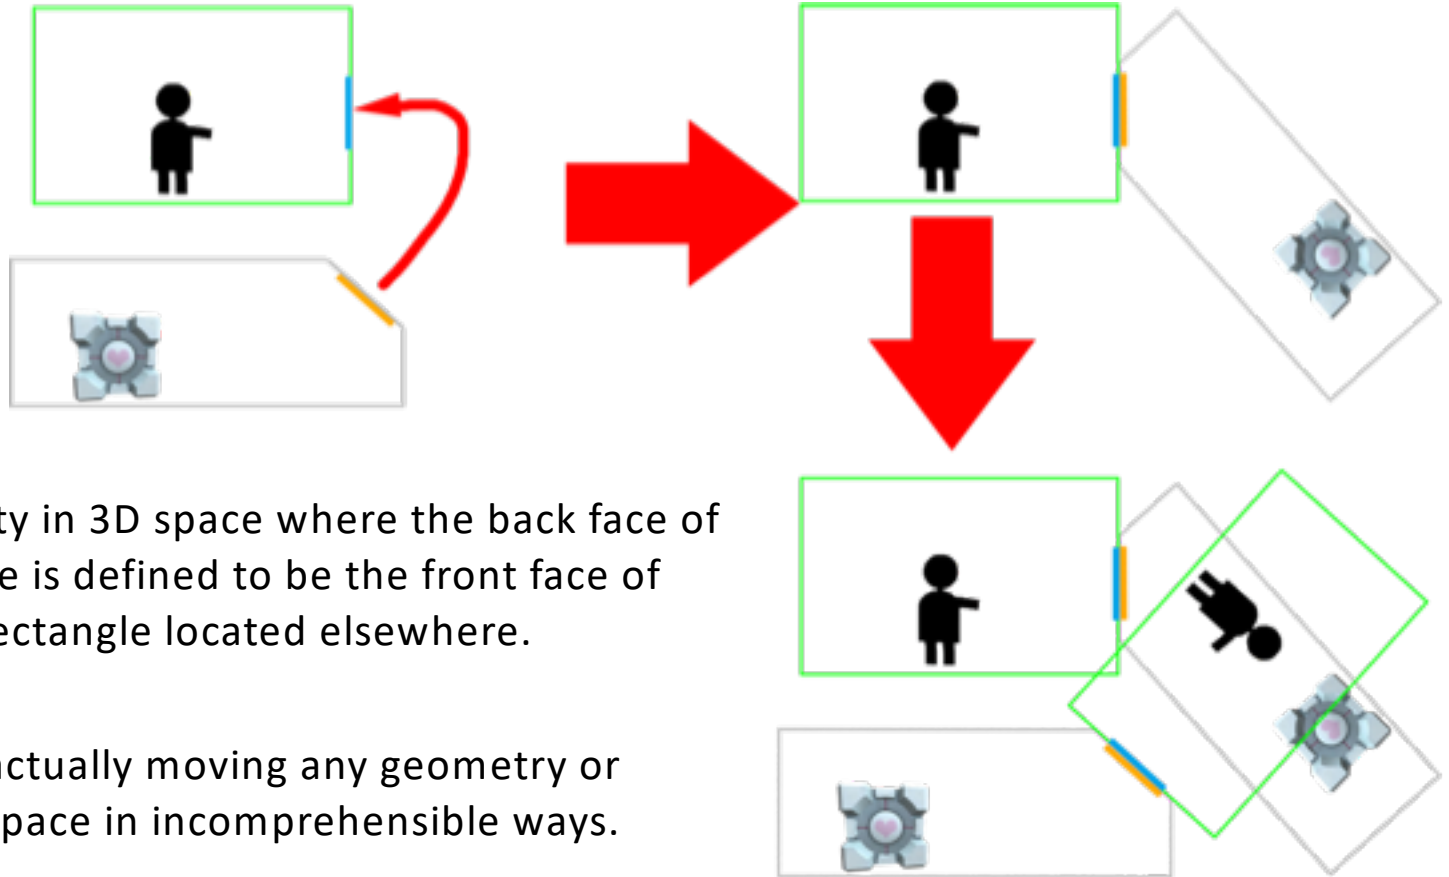 ty in 3D space where the back face of
e is defined to be the front face of
ectangle located elsewhere.
actually moving any geometry or
pace in incomprehensible ways.